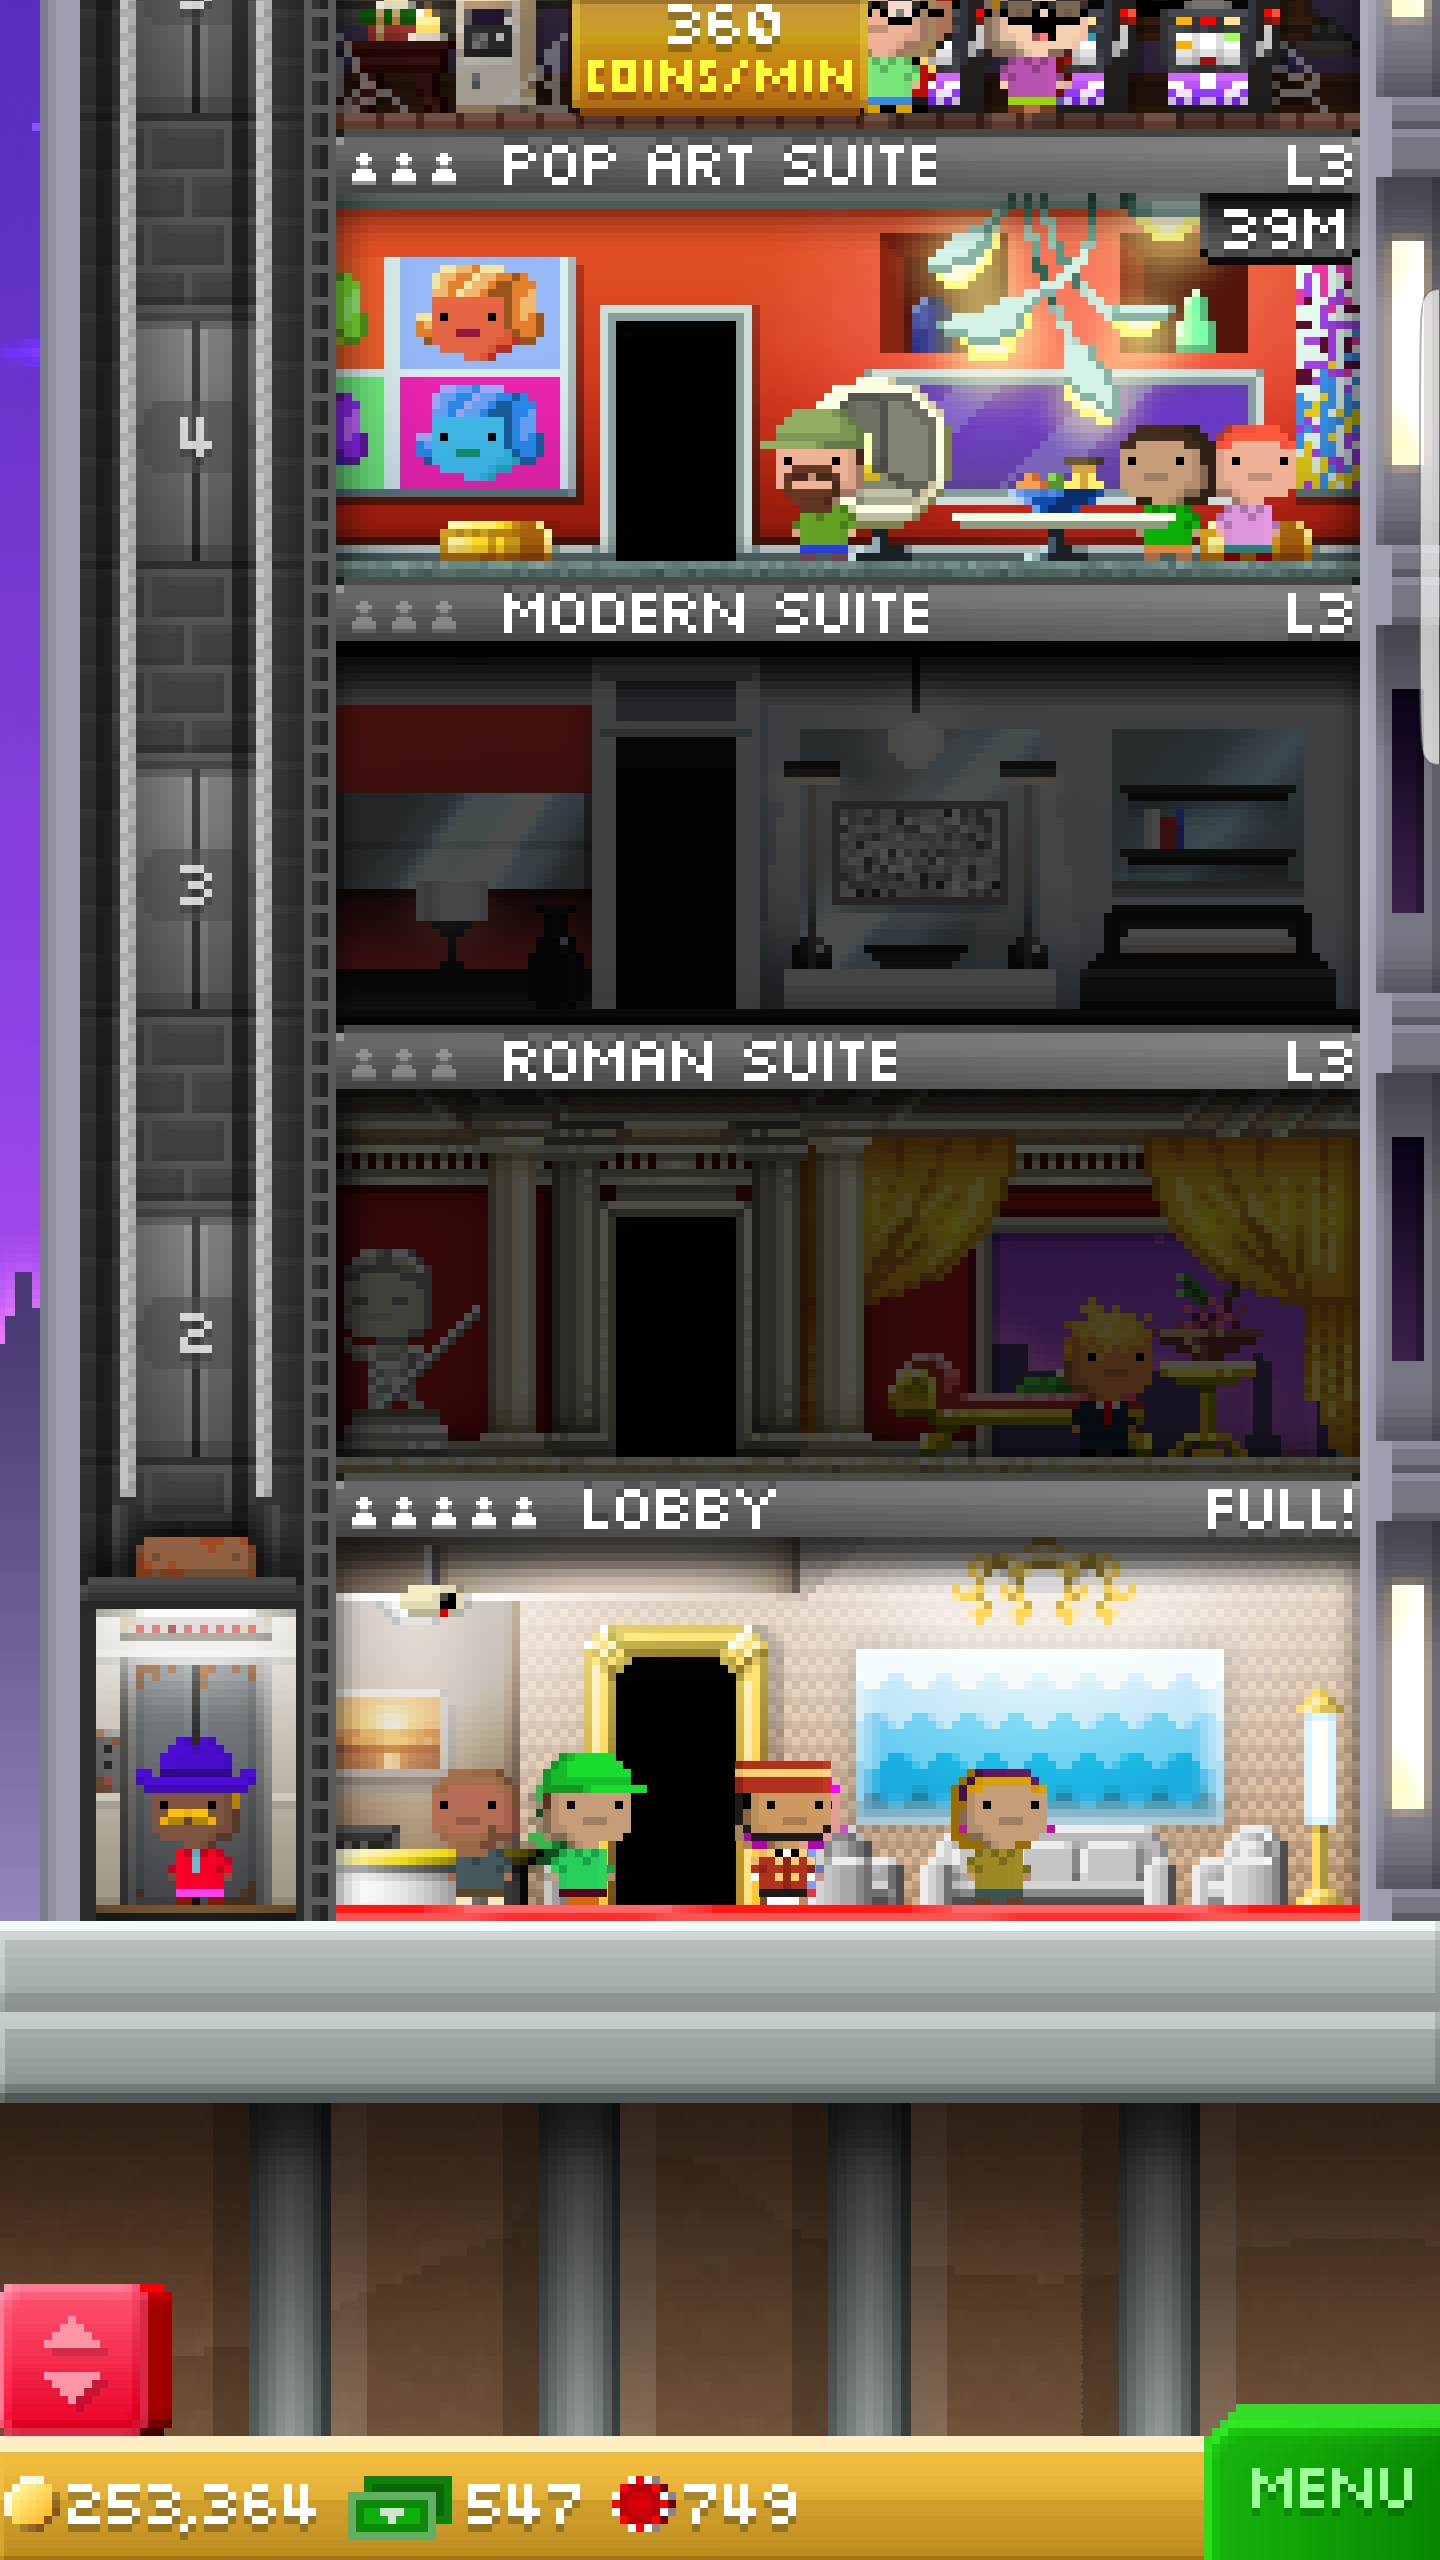 360
COINS/MIN
POP ART SUITE L3
39M
4
MODERN SUITE L3
3
ROMAN SUITE L3
2
LOBBY FULL!
253,364 547 749
MENU